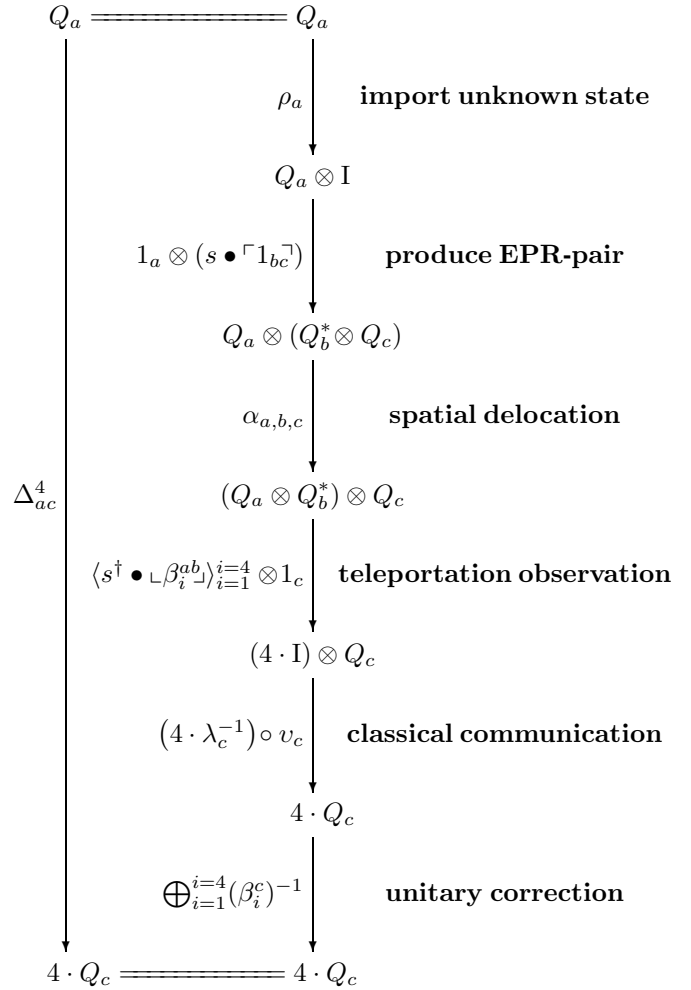 Q_a ══════ Q_a
ρ_a import unknown state
Q_a ⊗ I
1_a ⊗ (s • ⌜1_{bc}⌝) produce EPR-pair
Q_a ⊗ (Q_b^* ⊗ Q_c)
α_{a,b,c} spatial delocation
Δ_{ac}^4 (Q_a ⊗ Q_b^*) ⊗ Q_c
⟨s^† • ⌞β_i^{ab}⌟⟩_{i=1}^{i=4} ⊗ 1_c teleportation observation
(4 · I) ⊗ Q_c
(4 · λ_c^{-1}) ∘ υ_c classical communication
4 · Q_c
⊕_{i=1}^{i=4} (β_i^c)^{-1} unitary correction
4 · Q_c ══════ 4 · Q_c